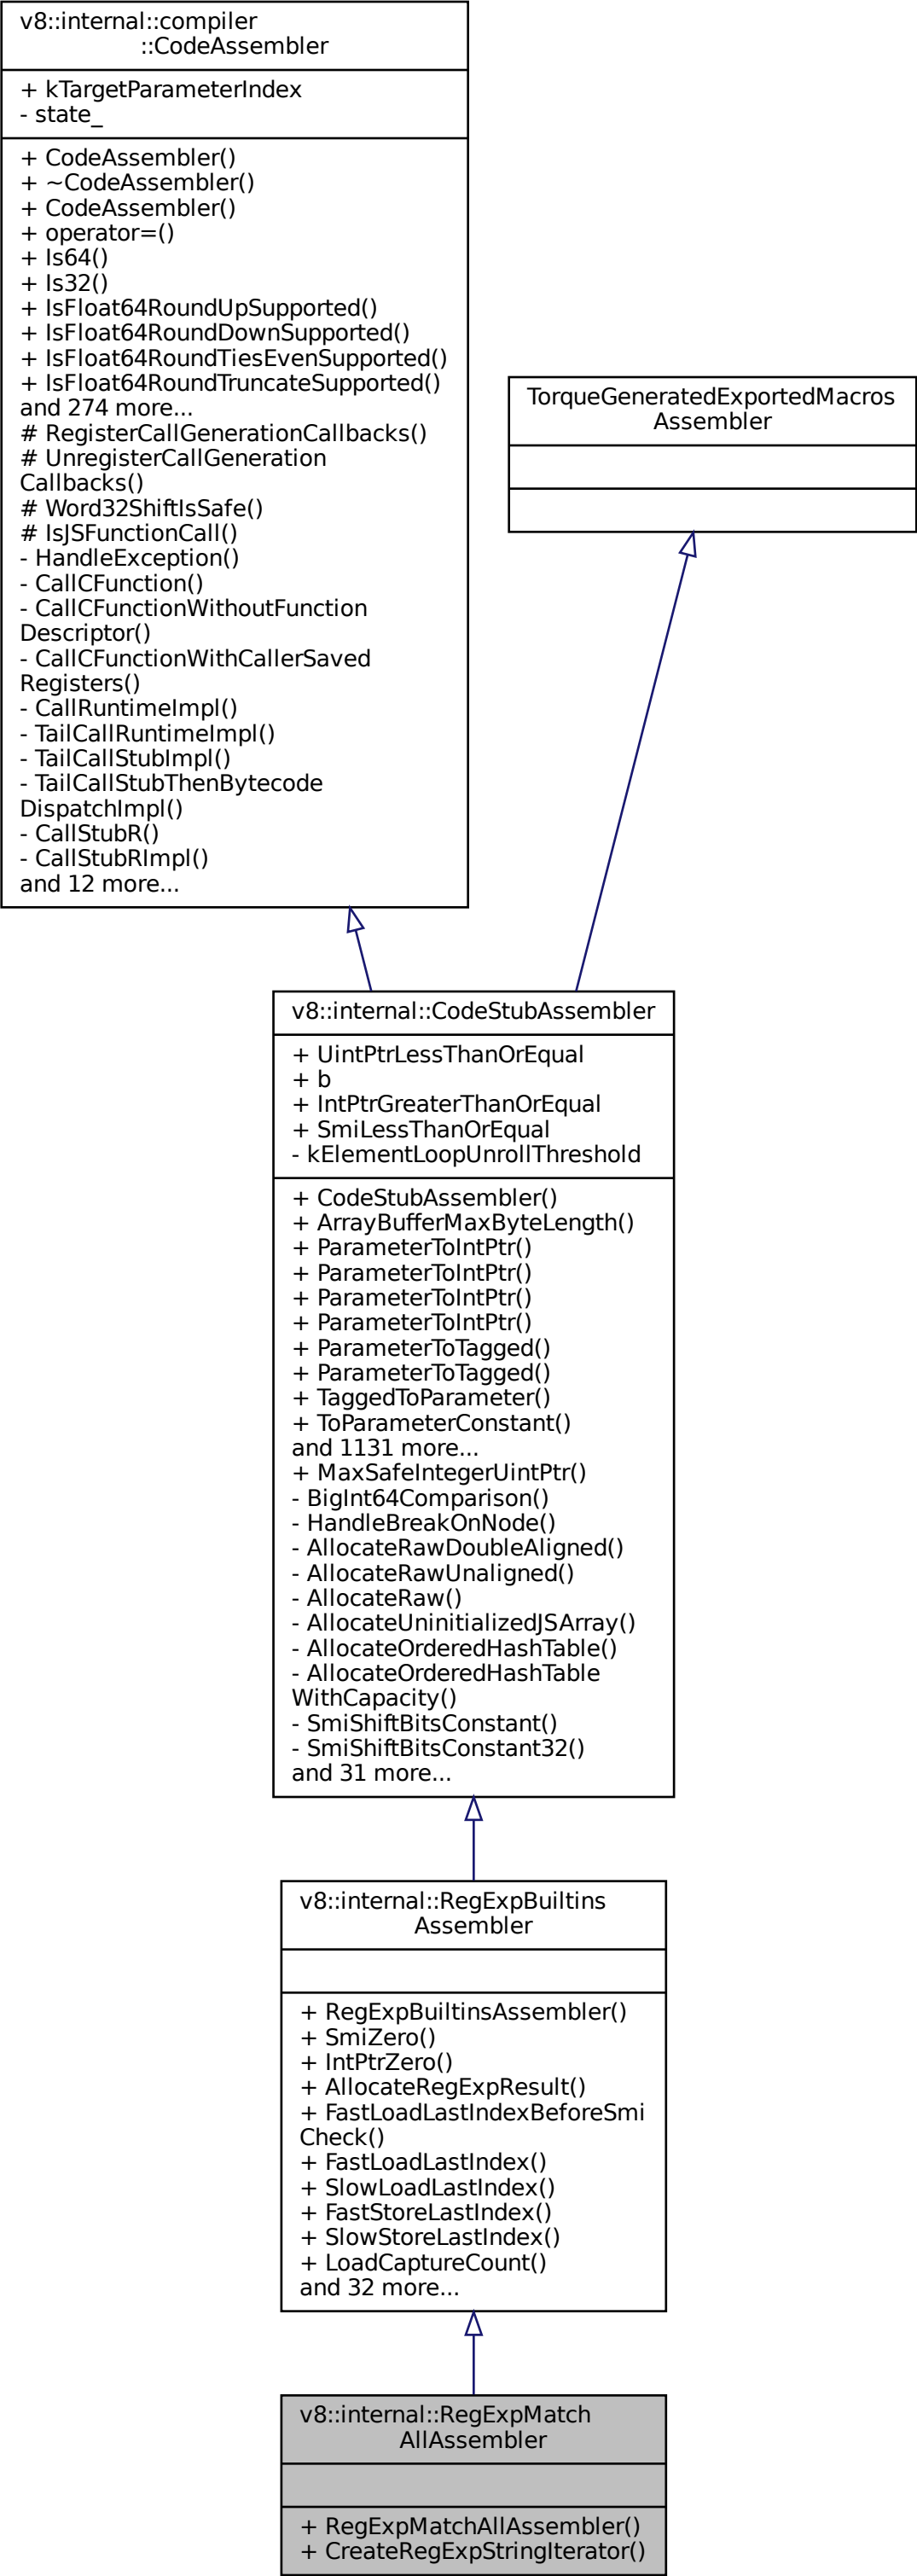 v8::internal::compiler
::CodeAssembler
+ kTargetParameterIndex
- state_
+ CodeAssembler()
+ ~CodeAssembler()
+ CodeAssembler()
+ operator=()
+ Is64()
+ Is32()
+ IsFloat64RoundUpSupported()
+ IsFloat64RoundDownSupported()
+ IsFloat64RoundTiesEvenSupported()
+ IsFloat64RoundTruncateSupported()
and 274 more...
# RegisterCallGenerationCallbacks()
# UnregisterCallGeneration
Callbacks()
# Word32ShiftIsSafe()
# IsJSFunctionCall()
- HandleException()
- CallCFunction()
- CallCFunctionWithoutFunction
Descriptor()
- CallCFunctionWithCallerSaved
Registers()
- CallRuntimeImpl()
- TailCallRuntimeImpl()
- TailCallStubImpl()
- TailCallStubThenBytecode
DispatchImpl()
- CallStubR()
- CallStubRImpl()
and 12 more...
TorqueGeneratedExportedMacros
Assembler
v8::internal::CodeStubAssembler
+ UintPtrLessThanOrEqual
+ b
+ IntPtrGreaterThanOrEqual
+ SmiLessThanOrEqual
- kElementLoopUnrollThreshold
+ CodeStubAssembler()
+ ArrayBufferMaxByteLength()
+ ParameterToIntPtr()
+ ParameterToIntPtr()
+ ParameterToIntPtr()
+ ParameterToIntPtr()
+ ParameterToTagged()
+ ParameterToTagged()
+ TaggedToParameter()
+ ToParameterConstant()
and 1131 more...
+ MaxSafeIntegerUintPtr()
- BigInt64Comparison()
- HandleBreakOnNode()
- AllocateRawDoubleAligned()
- AllocateRawUnaligned()
- AllocateRaw()
- AllocateUninitializedJSArray()
- AllocateOrderedHashTable()
- AllocateOrderedHashTable
WithCapacity()
- SmiShiftBitsConstant()
- SmiShiftBitsConstant32()
and 31 more...
v8::internal::RegExpBuiltins
Assembler
+ RegExpBuiltinsAssembler()
+ SmiZero()
+ IntPtrZero()
+ AllocateRegExpResult()
+ FastLoadLastIndexBeforeSmi
Check()
+ FastLoadLastIndex()
+ SlowLoadLastIndex()
+ FastStoreLastIndex()
+ SlowStoreLastIndex()
+ LoadCaptureCount()
and 32 more...
v8::internal::RegExpMatch
AllAssembler
+ RegExpMatchAllAssembler()
+ CreateRegExpStringIterator()